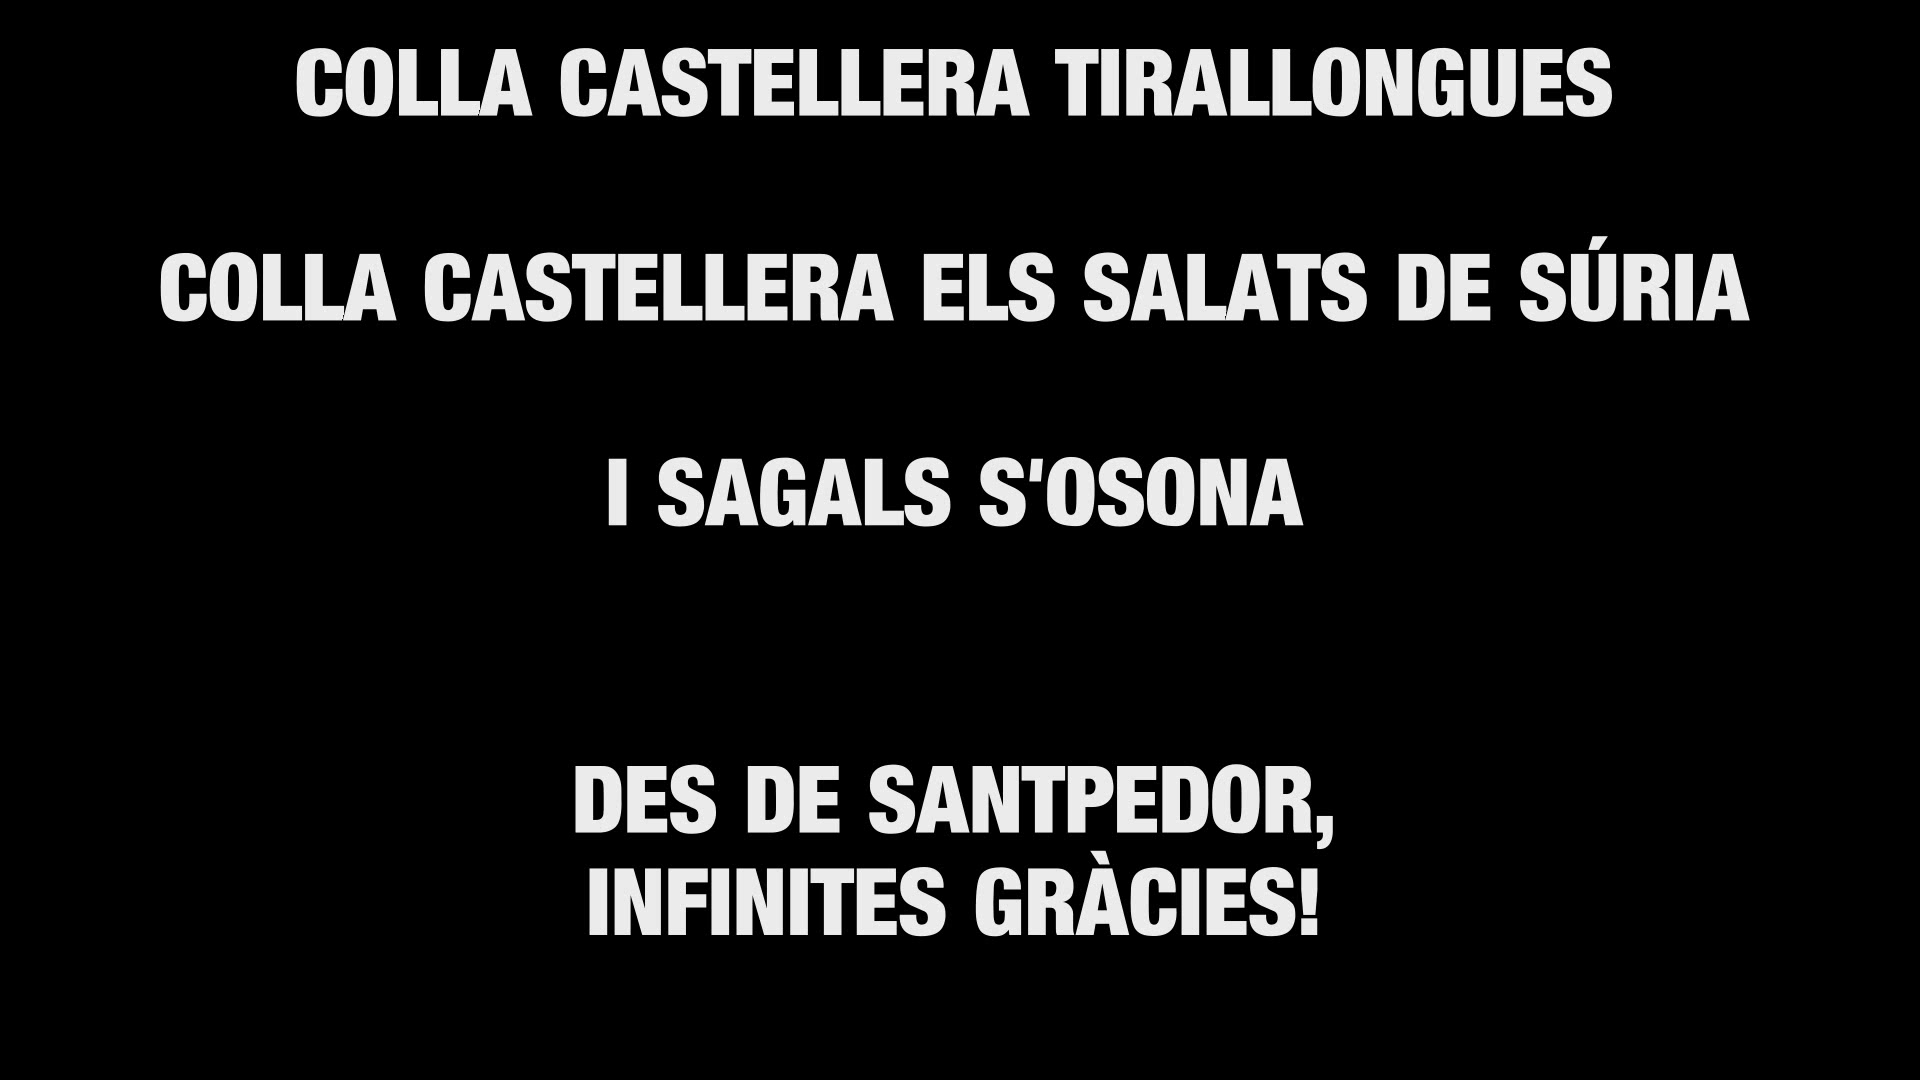 COLLA CASTELLERA TIRALLONGUES
COLLA CASTELLERA ELS SALATS DE SÚRIA
I SAGALS S'OSONA
DES DE SANTPEDOR,
INFINITES GRÀCIES!